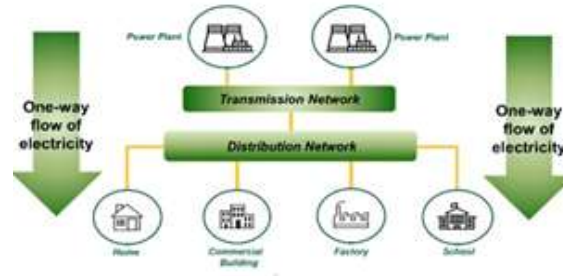 Power Plant
Power Plant
Transmission Network
One-way
flow of
electricity
One-way
flow of
electricity
Distribution Network
Home
Commercial
Building
Factory
School